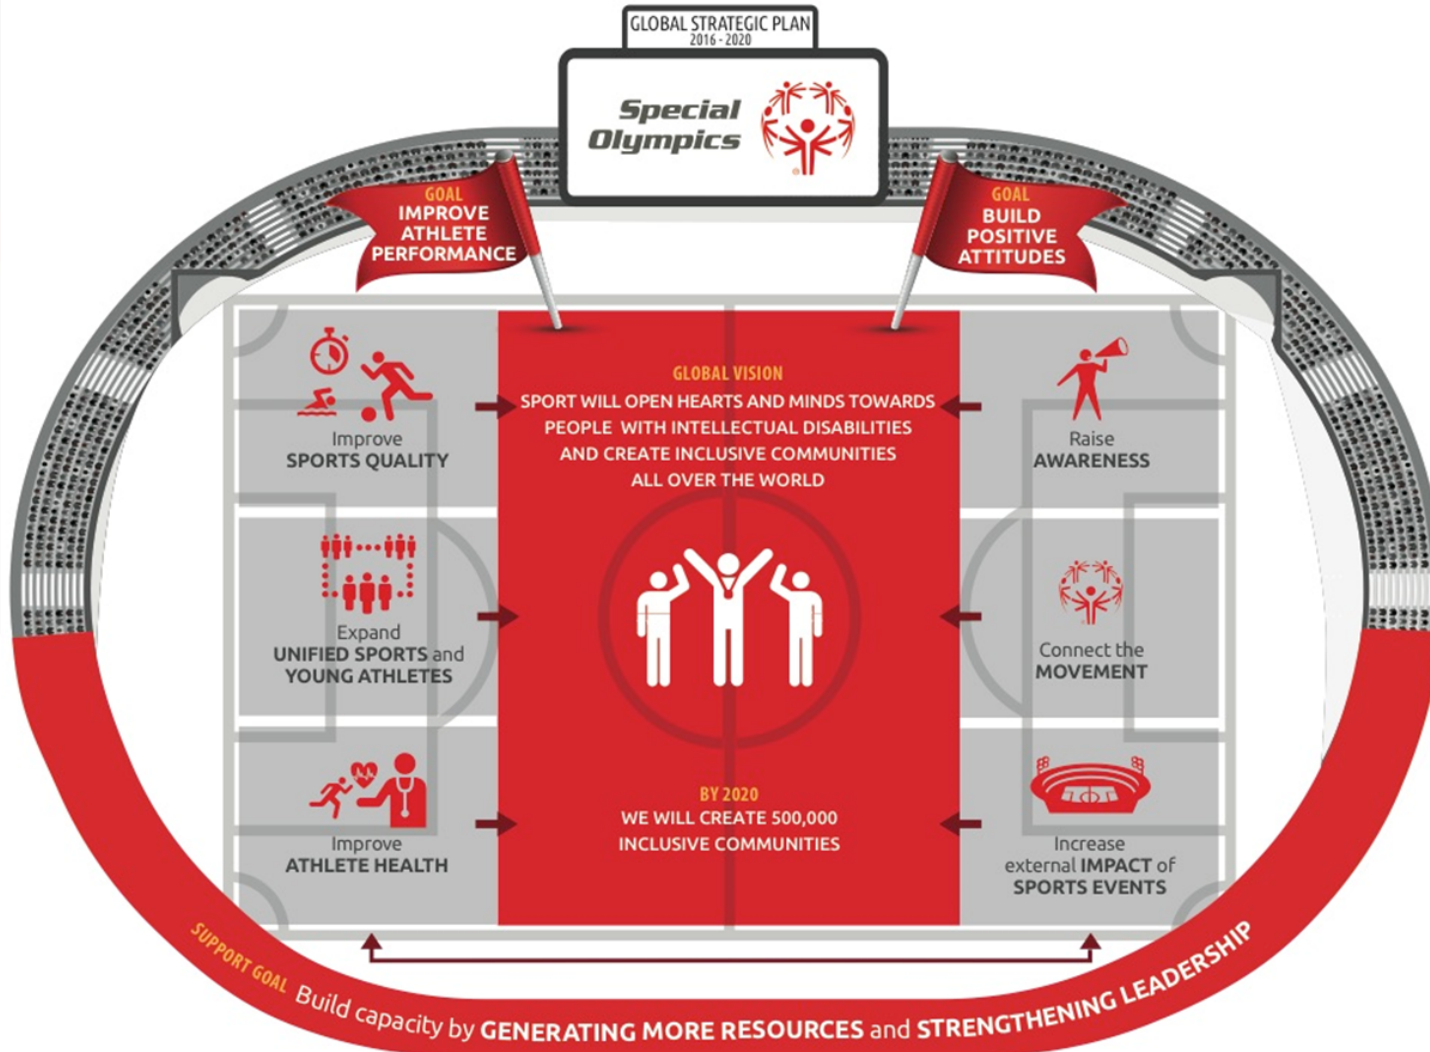 GLOBAL STRATEGIC PLAN
2016 - 2020
Special
Olympics
GOAL
IMPROVE
ATHLETE
PERFORMANCE
GOAL
BUILD
POSITIVE
ATTITUDES
Improve
SPORTS QUALITY
Expand
UNIFIED SPORTS and
YOUNG ATHLETES
Improve
ATHLETE HEALTH
GLOBAL VISION
SPORT WILL OPEN HEARTS AND MINDS TOWARDS
PEOPLE WITH INTELLECTUAL DISABILITIES
AND CREATE INCLUSIVE COMMUNITIES
ALL OVER THE WORLD
BY 2020
WE WILL CREATE 500,000
INCLUSIVE COMMUNITIES
Raise
AWARENESS
Connect the
MOVEMENT
Increase
external IMPACT of
SPORTS EVENTS
SUPPORT GOAL Build capacity by GENERATING MORE RESOURCES and STRENGTHENING LEADERSHIP